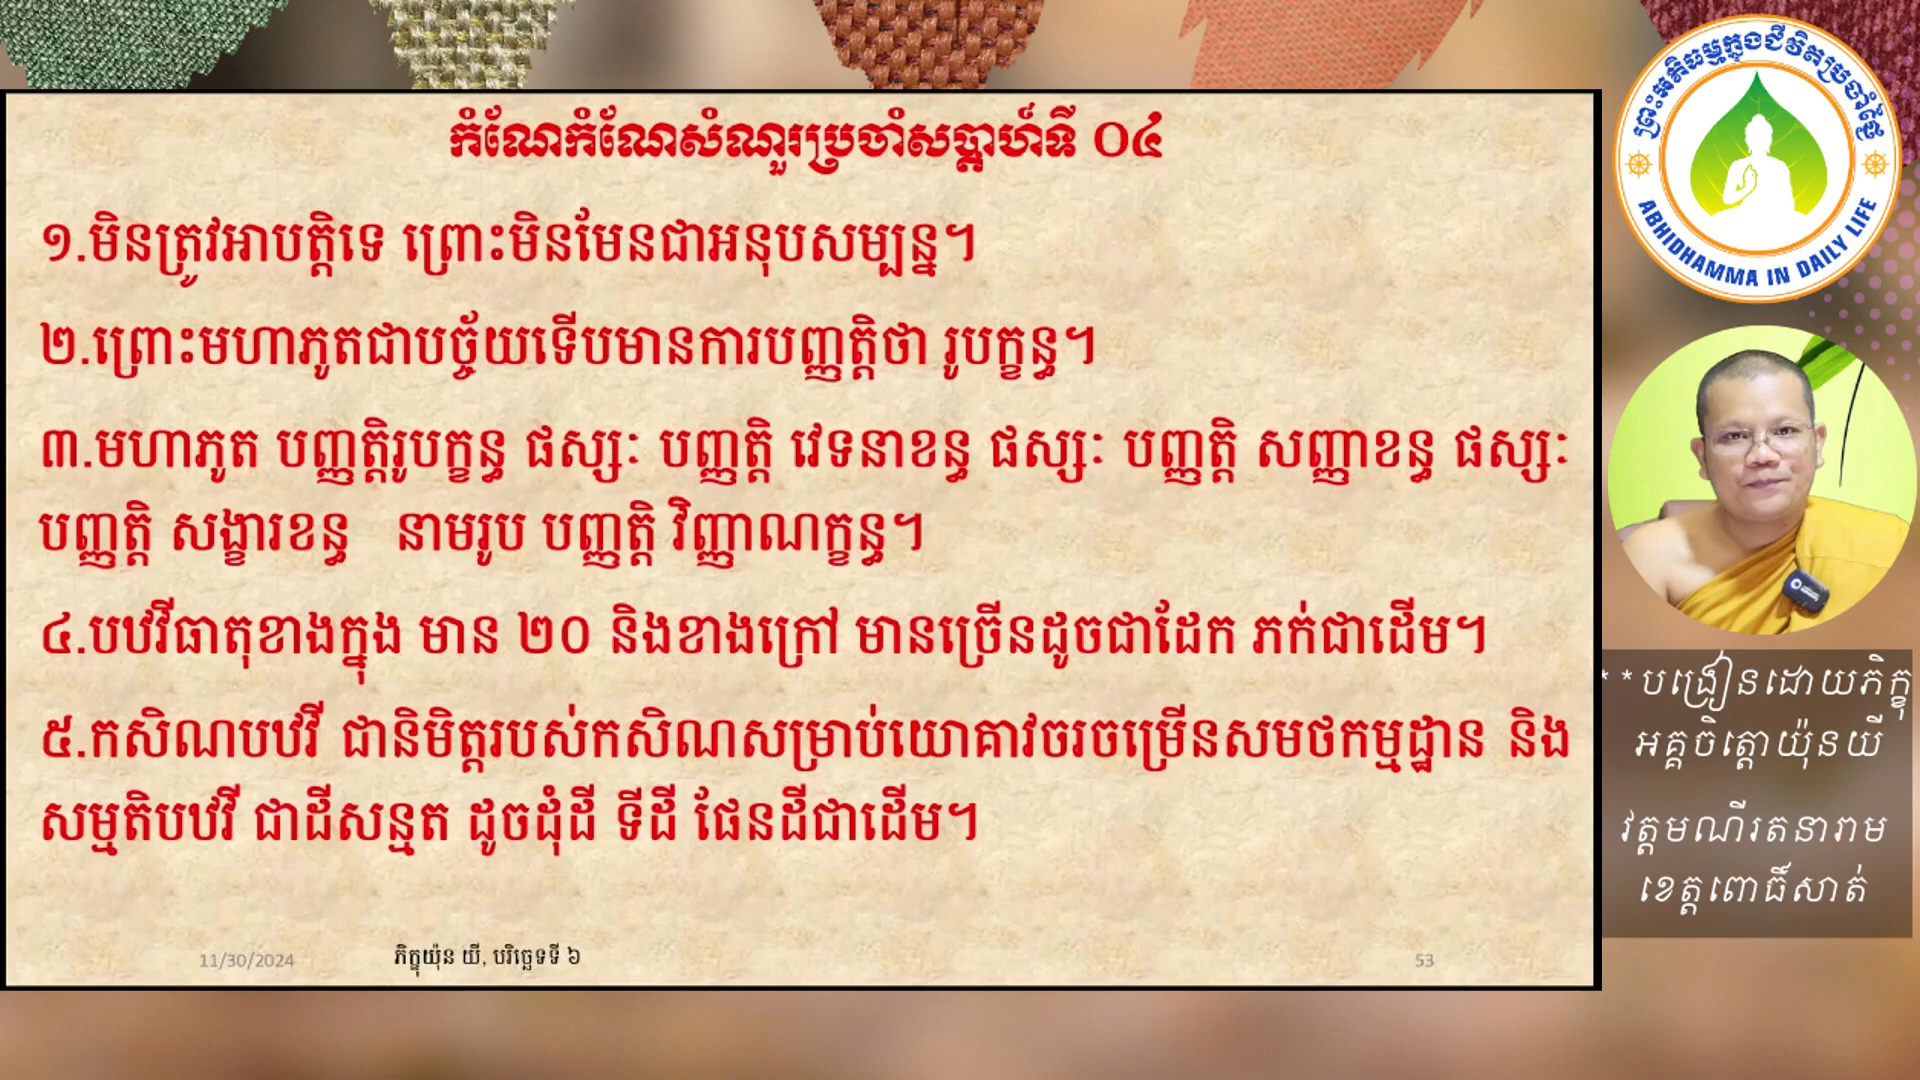 កំណែកំណែសំណួរប្រចាំសប្តាហ៍ទី ០៤
១.មិនត្រូវអាបត្តិទេ ព្រោះមិនមែនជាអនុបសម្បន្ន។
២.ព្រោះមហាភូតជាបច្ច័យទើបមានការបញ្ញត្តិថា រូបក្ខន្ធ។
៣.មហាភូត បញ្ញត្តិរូបក្ខន្ធ ផស្សៈ បញ្ញត្តិ វេទនាខន្ធ ផស្សៈ បញ្ញត្តិ សញ្ញាខន្ធ ផស្សៈ
បញ្ញត្តិ សង្ខារខន្ធ នាមរូប បញ្ញត្តិ វិញ្ញាណក្ខន្ធ។
៤.បឋវីធាតុខាងក្នុង មាន ២០ និងខាងក្រៅ មានច្រើនដូចជាដែក ភក់ជាដើម។
៥.កសិណបឋវី ជានិមិត្តរបស់កសិណសម្រាប់យោគាវចរចម្រើនសមថកម្មដ្ឋាន និង
សម្មតិបឋវី ជាដីសន្មត ដូចដុំដី ទីដី ផែនដីជាដើម។
11/30/2024
ភិក្ខុយ៉ុន យី, បរិច្ឆេទទី ៦
53
ព្រះអភិធម្មក្នុងជីវិតប្រចាំថ្ងៃ
ABHIDHAMMA IN DAILY LIFE
**បង្រៀនដោយភិក្ខុ
អគ្គចិត្តោយ៉ុនយី
វត្តមណីរតនារាម
ខេត្តពោធិ៍សាត់